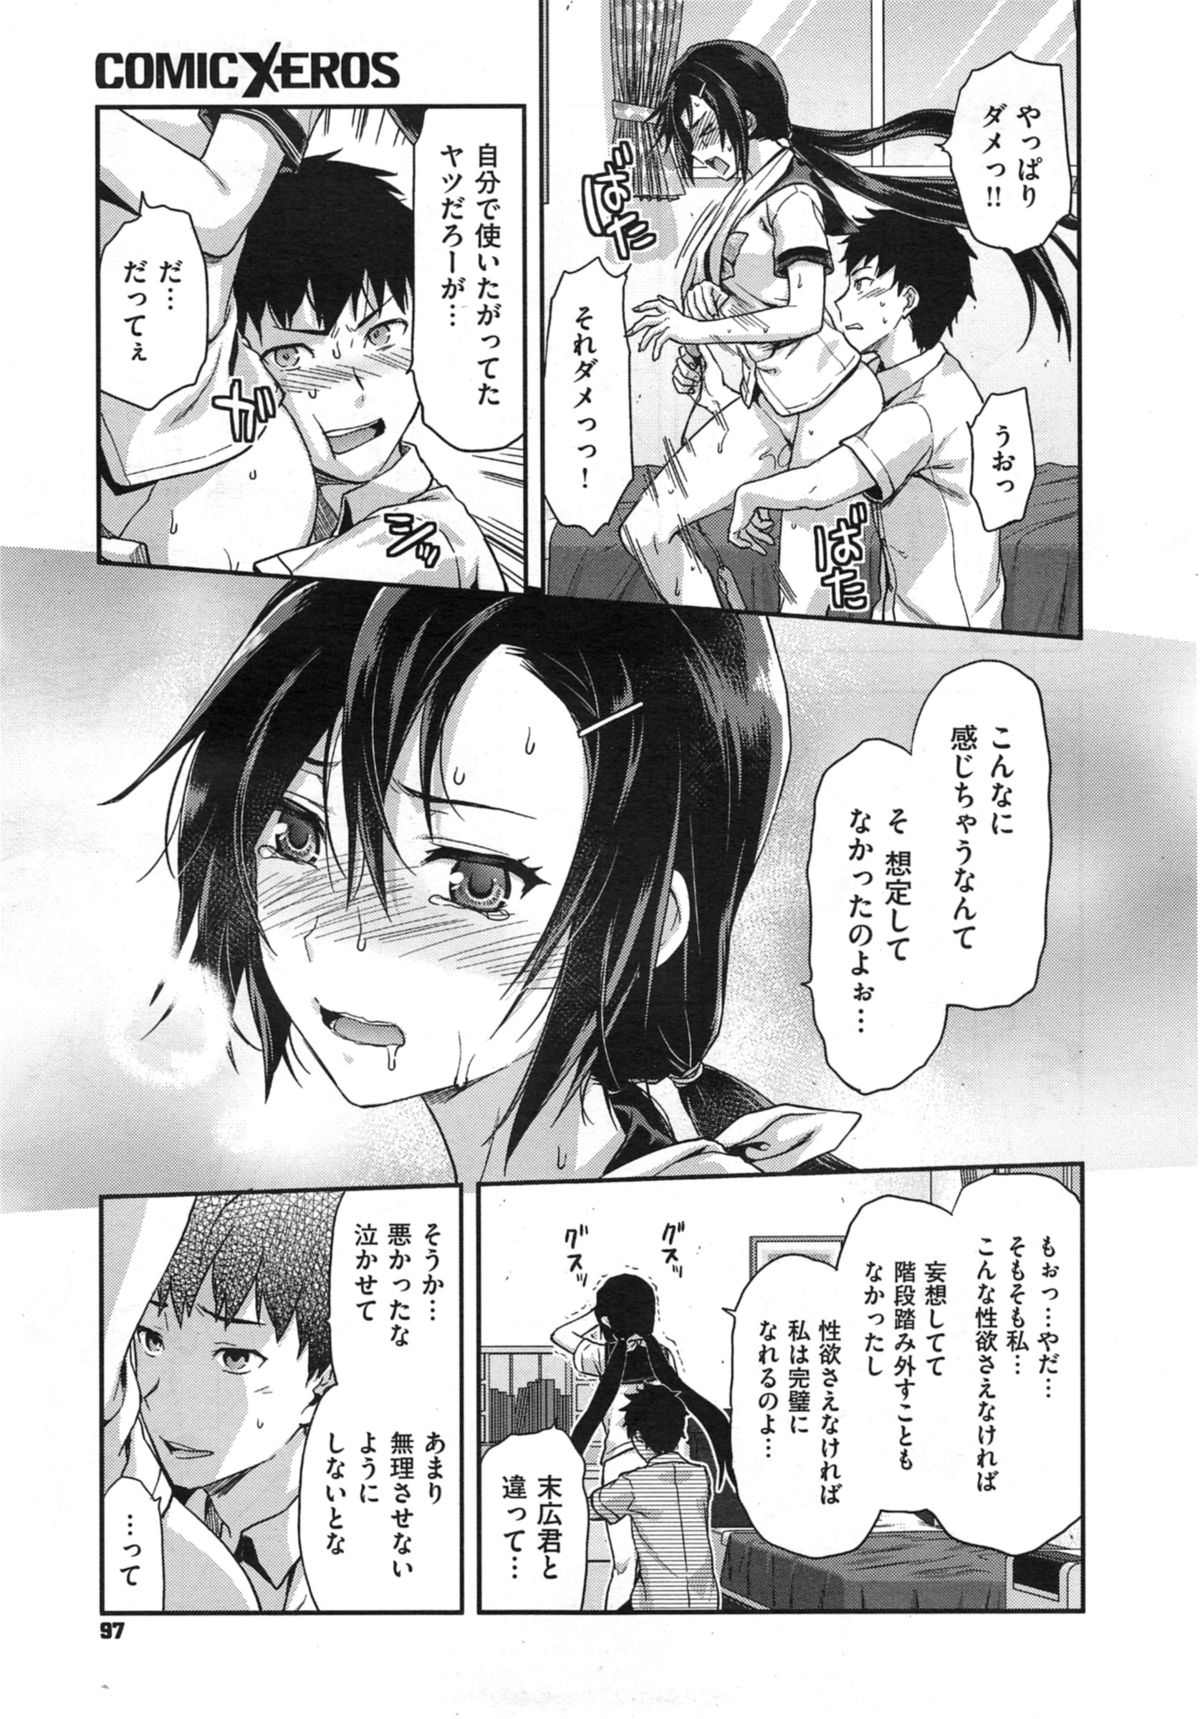 COMIC XEROS
やっぱり
ダメっ!!
ばたっ
うおっ
それダメっっ!
ばたっ
自分で使いたがってた
ヤツだろーが…
だ…
だってぇ
ガ
ジッ
こんなに
感じちゃうなんて
そ 想定して
なかったのよぉ…
もぉっ…やだ…
そもそも私…
こんな性欲さえなければ
妄想してて
階段踏み外すことも
なかったし
性欲さえなければ
私は完璧に
なれるのよ…
グスッ
グスッ
末広君と
違って…
そうか…
悪かったな
泣かせて
あまり
無理させない
ように
しないとな
…って
97